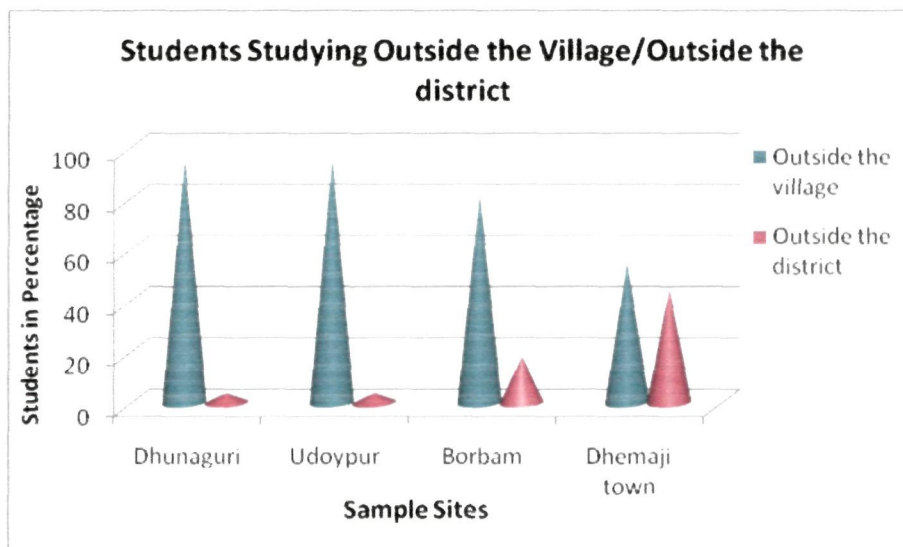 Students Studying Outside the Village/Outside the
district
Students in Percentage
100
80
60
40
20
0
Outside the
village
Outside the
district
Dhunaguri
Udoypur
Borbam
Dhemaji
town
Sample Sites